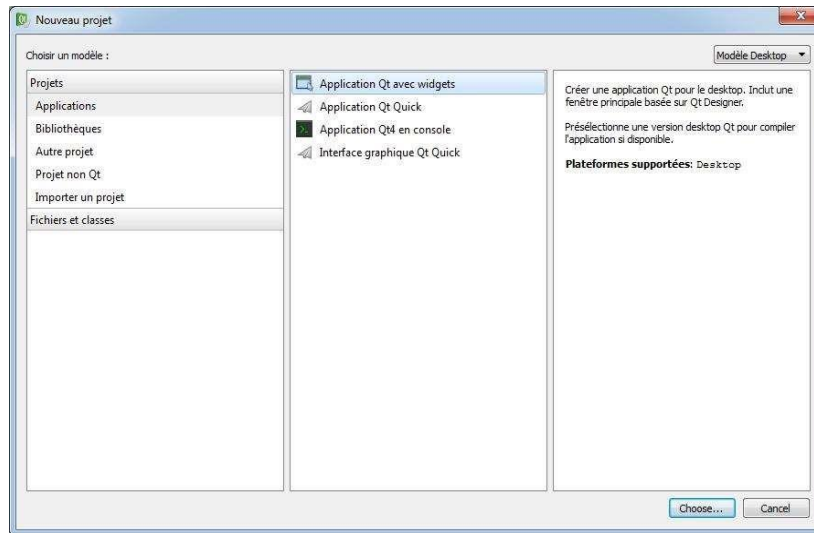 Nouveau projet
Choisir un modèle :
Modèle Desktop
Projets
Applications
Bibliothèques
Autre projet
Projet non Qt
Importer un projet
Fichiers et classes
Application Qt avec widgets
Application Qt Quick
Application Qt4 en console
Interface graphique Qt Quick
Créer une application Qt pour le desktop. Inclut une
fenêtre principale basée sur Qt Designer.
Présélectionne une version desktop Qt pour compiler
l'application si disponible.
Plateformes supportées: Desktop
Choose...
Cancel